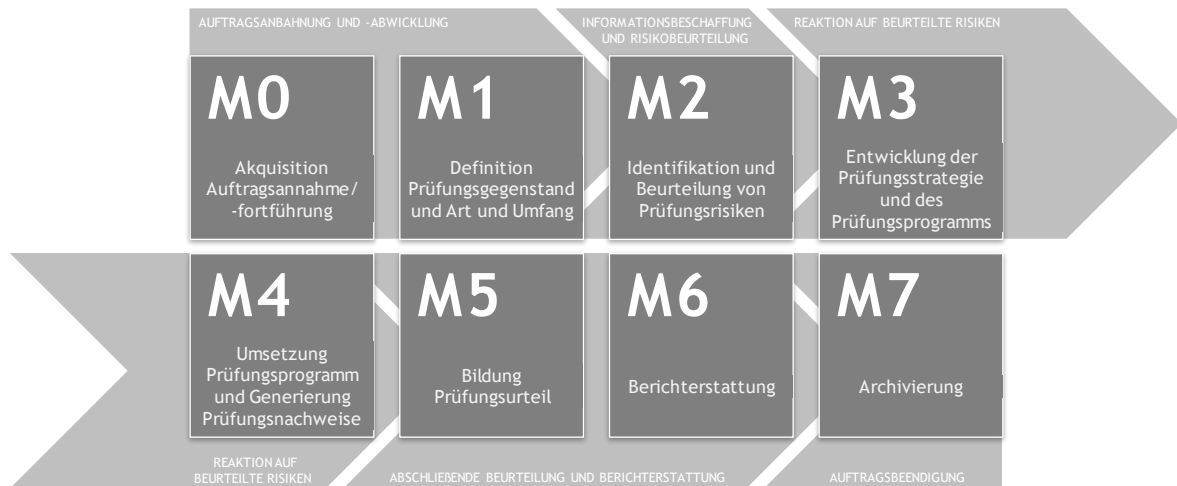 AUFTRAGSANBAHNUNG UND -ABWICKLUNG
INFORMATIONSBESCHAFFUNG
UND RISIKOBEURTEILUNG
REAKTION AUF BEURTEILTE RISIKEN
M0
Akquisition
Auftragsannahme/
-fortführung
M1
Definition
Prüfungsgegenstand
und Art und Umfang
M2
Identifikation und
Beurteilung von
Prüfungsrisiken
M3
Entwicklung der
Prüfungsstrategie
und des
Prüfungsprogramms
M4
Umsetzung
Prüfungsprogramm
und Generierung
Prüfungsnachweise
M5
Bildung
Prüfungsurteil
M6
Berichterstattung
M7
Archivierung
REAKTION AUF
BEURTEILTE RISIKEN
ABSCHLIEßENDE BEURTEILUNG UND BERICHTERSTATTUNG
AUFTRAGSBEENDIGUNG